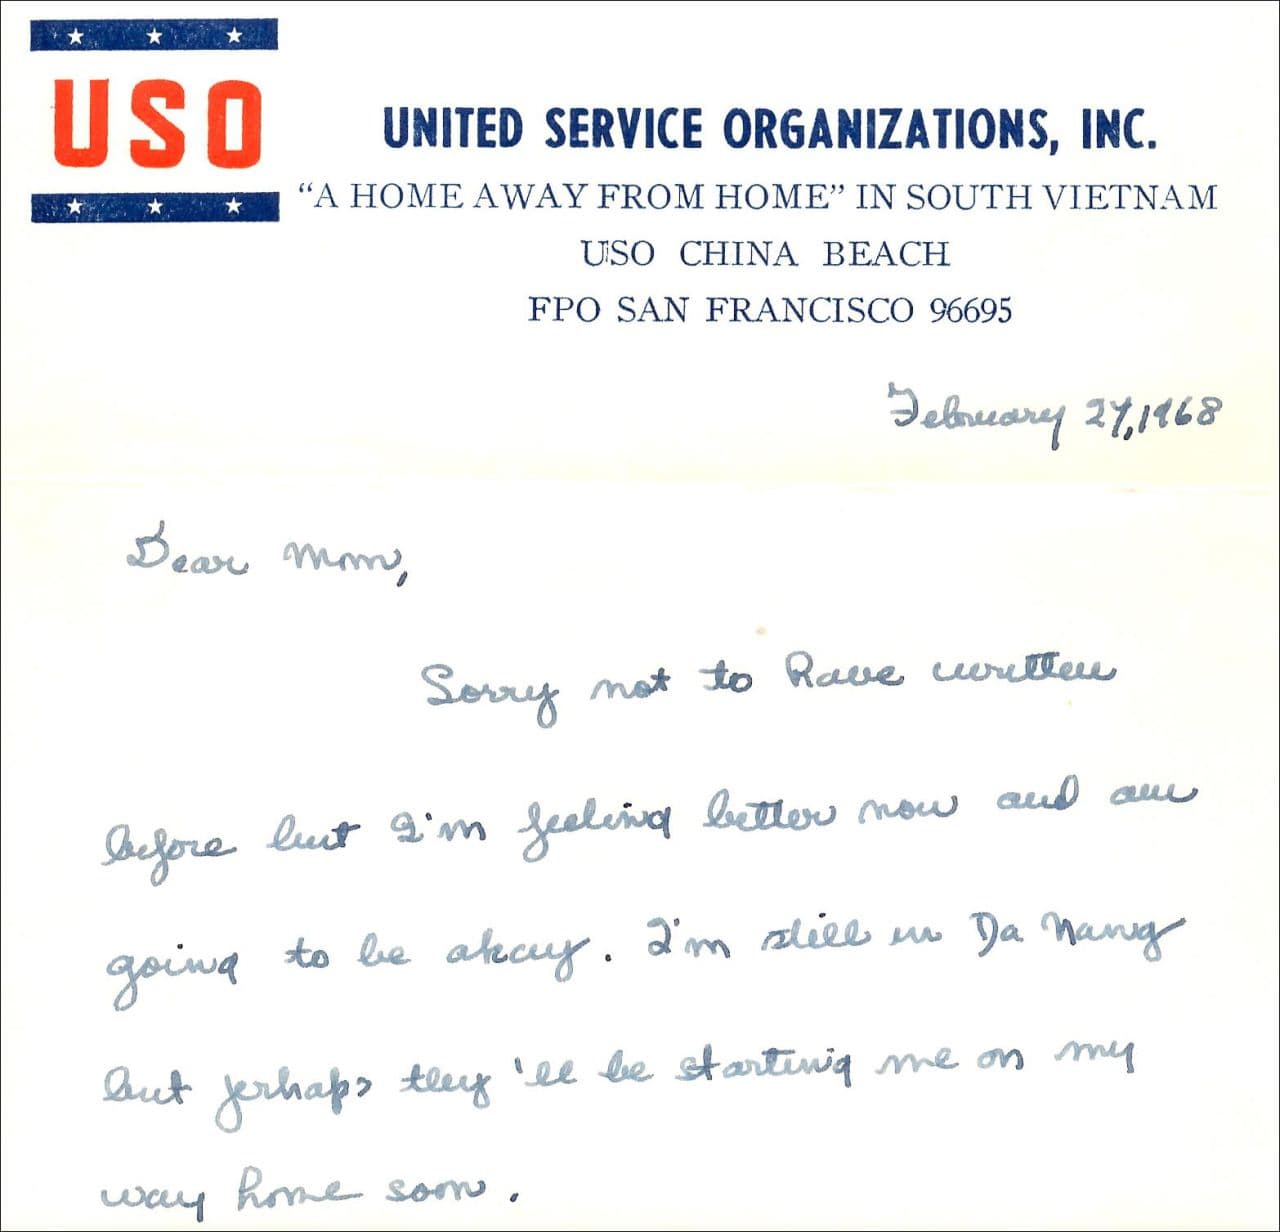 USO
UNITED SERVICE ORGANIZATIONS, INC.
"A HOME AWAY FROM HOME" IN SOUTH VIETNAM
USO CHINA BEACH
FPO SAN FRANCISCO 96695
February 27, 1968
Dear Mom,
Sorry not to have written
before but I'm feeling better now and am
going to be okay. I'm still in Da Nang
but perhaps they'll be starting me on my
way home soon.